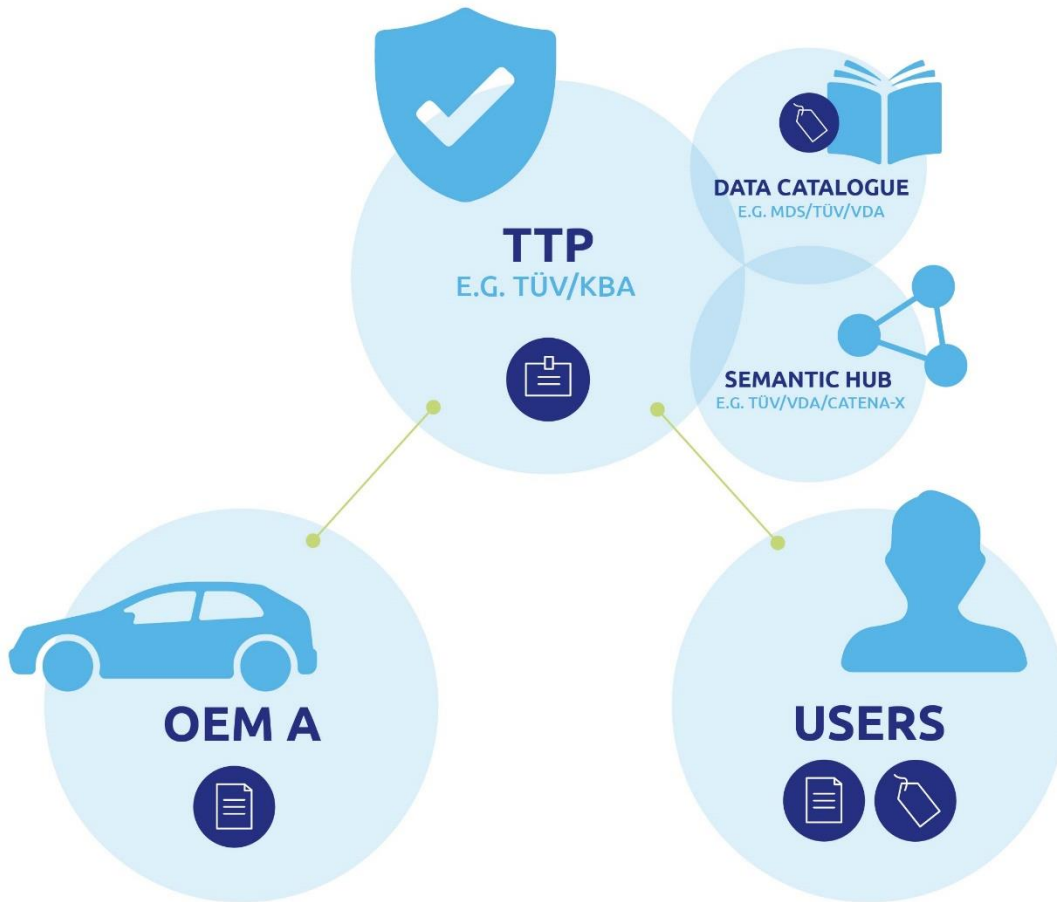 TTP
E.G. TÜV/KBA
DATA CATALOGUE
E.G. MDS/TÜV/VDA
SEMANTIC HUB
E.G. TÜV/VDA/CATENA-X
OEM A
USERS